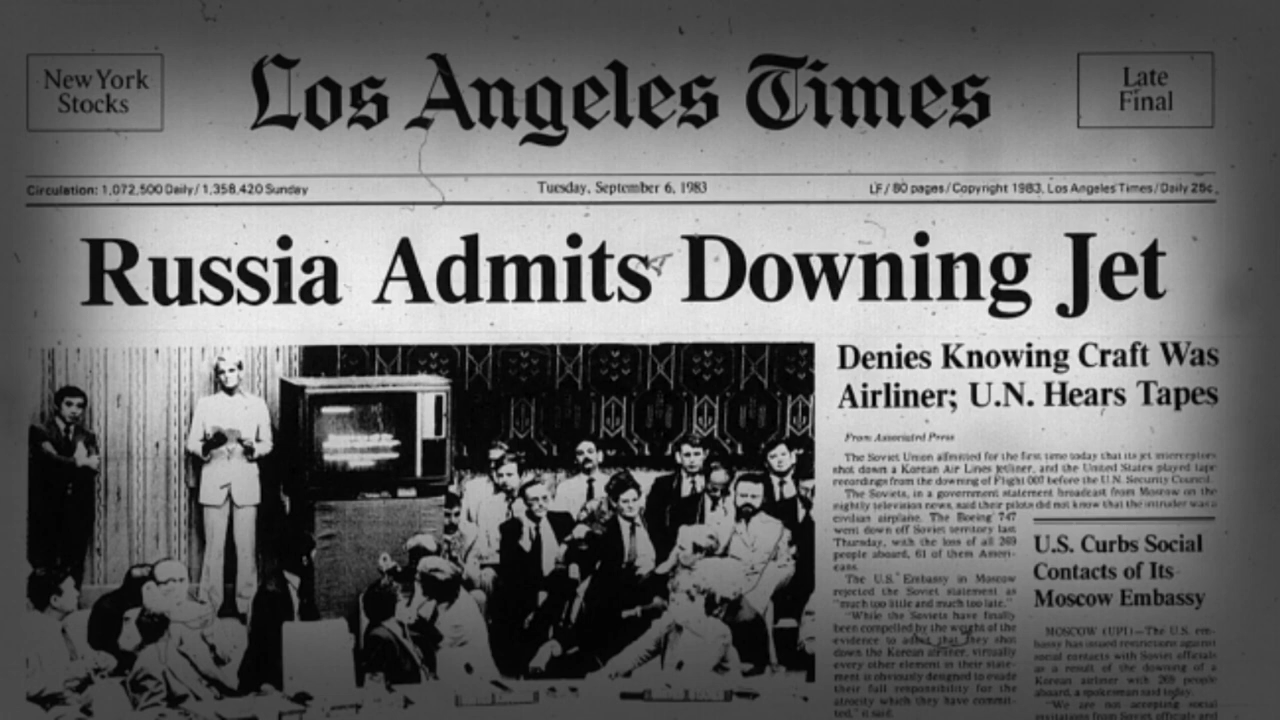 New York
Stocks
Los Angeles Times
Late
Final
Circulation: 1,072,500 Daily / 1,358,420 Sunday
Tuesday, September 6, 1983
LF / 80 pages / Copyright 1983, Los Angeles Times / Daily 25c
Russia Admits Downing Jet
Denies Knowing Craft Was
Airliner; U.N. Hears Tapes
From Associated Press
The Soviet Union admitted for the first time today that its jet interceptors
shot down a Korean Air Lines jetliner, and the United States played tape
recordings from the downing of Flight 007 before the U.N. Security Council.
The Soviets, in a government statement broadcast from Moscow on the
nightly television news, said their pilots did not know that the intruder was a
civilian airplane. The Boeing 747
went down off Soviet territory last
Thursday, with the loss of all 269
people aboard, 61 of them Ameri-
cans.
The U.S. Embassy in Moscow
rejected the Soviet statement as
"much too little and much too late."
"While the Soviets have finally
been compelled by the weight of the
evidence to admit that they shot
down the Korean airliner, virtually
every other element in their state-
ment is obviously designed to evade
their full responsibility for the
atrocity which they have commit-
ted," it said.
U.S. Curbs Social
Contacts of Its
Moscow Embassy
MOSCOW (UPI)—The U.S. em-
bassy has issued restrictions against
social contacts with Soviet officials
as a result of the downing of a
Korean airliner with 269 people
aboard, a spokesman said today.
"We are not accepting social
invitations from Soviet officials and